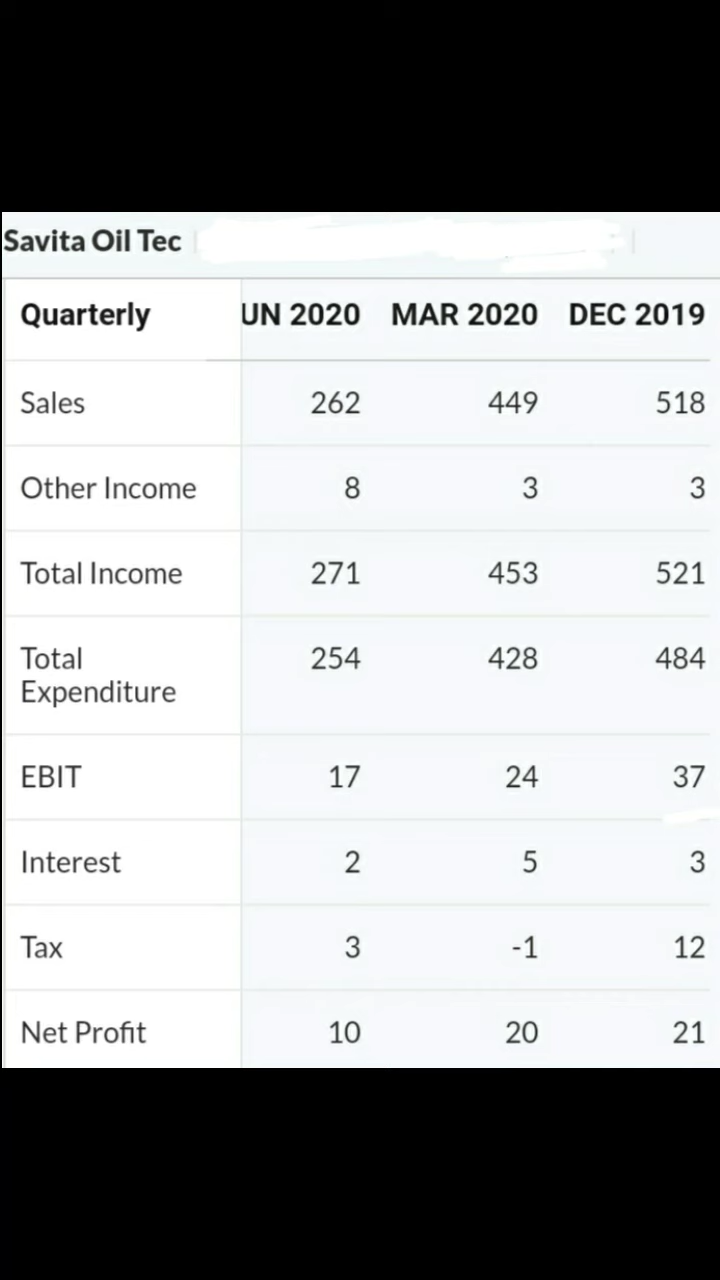 Savita Oil Tec
Quarterly UN 2020 MAR 2020 DEC 2019
Sales 262 449 518
Other Income 8 3 3
Total Income 271 453 521
Total 254 428 484
Expenditure
EBIT 17 24 37
Interest 2 5 3
Tax 3 -1 12
Net Profit 10 20 21